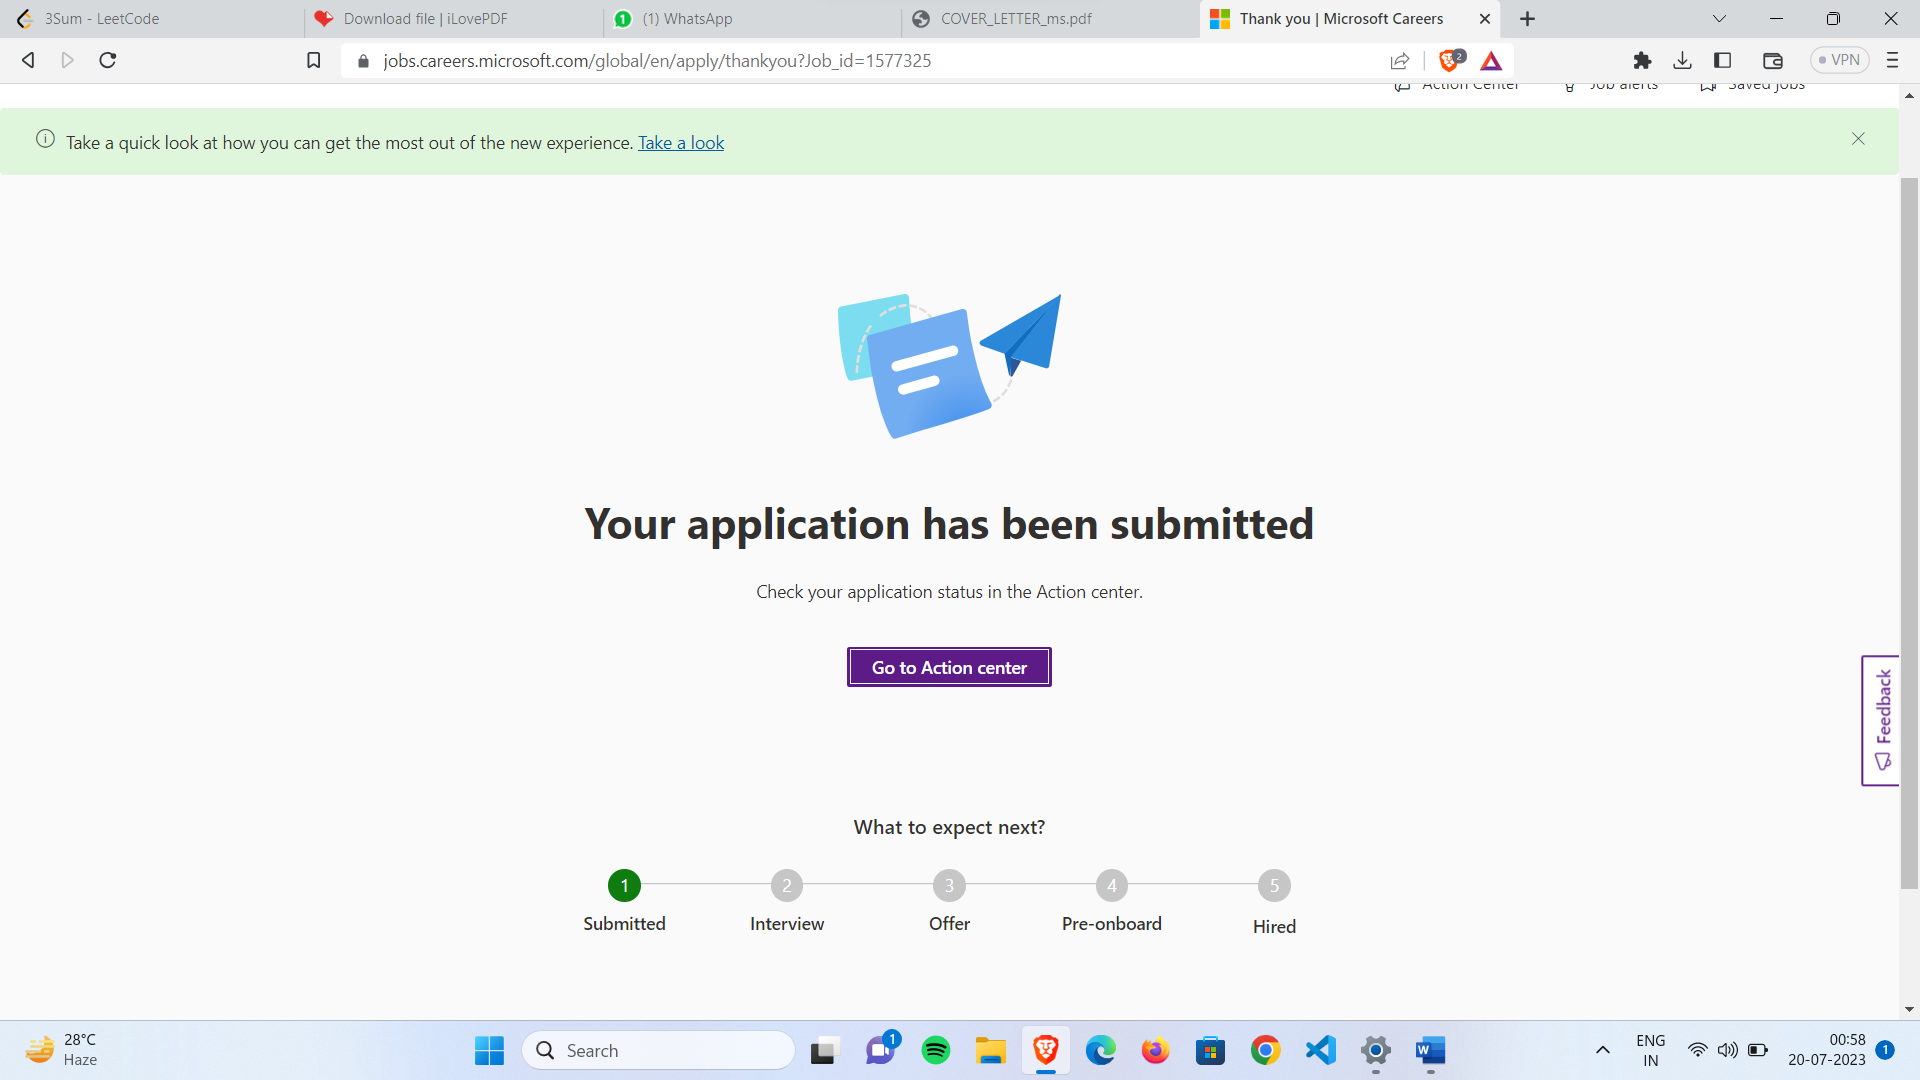 3Sum - LeetCode
Download file | iLovePDF
(1) WhatsApp
COVER_LETTER_ms.pdf
Thank you | Microsoft Careers
jobs.careers.microsoft.com/global/en/apply/thankyou?Job_id=1577325
2
VPN
Action Center
Job alerts
Saved jobs
Take a quick look at how you can get the most out of the new experience. Take a look
Your application has been submitted
Check your application status in the Action center.
Go to Action center
Feedback
What to expect next?
1 2 3 4 5
Submitted Interview Offer Pre-onboard Hired
28°C
Haze
Search
1
ENG
IN
00:58
20-07-2023
1